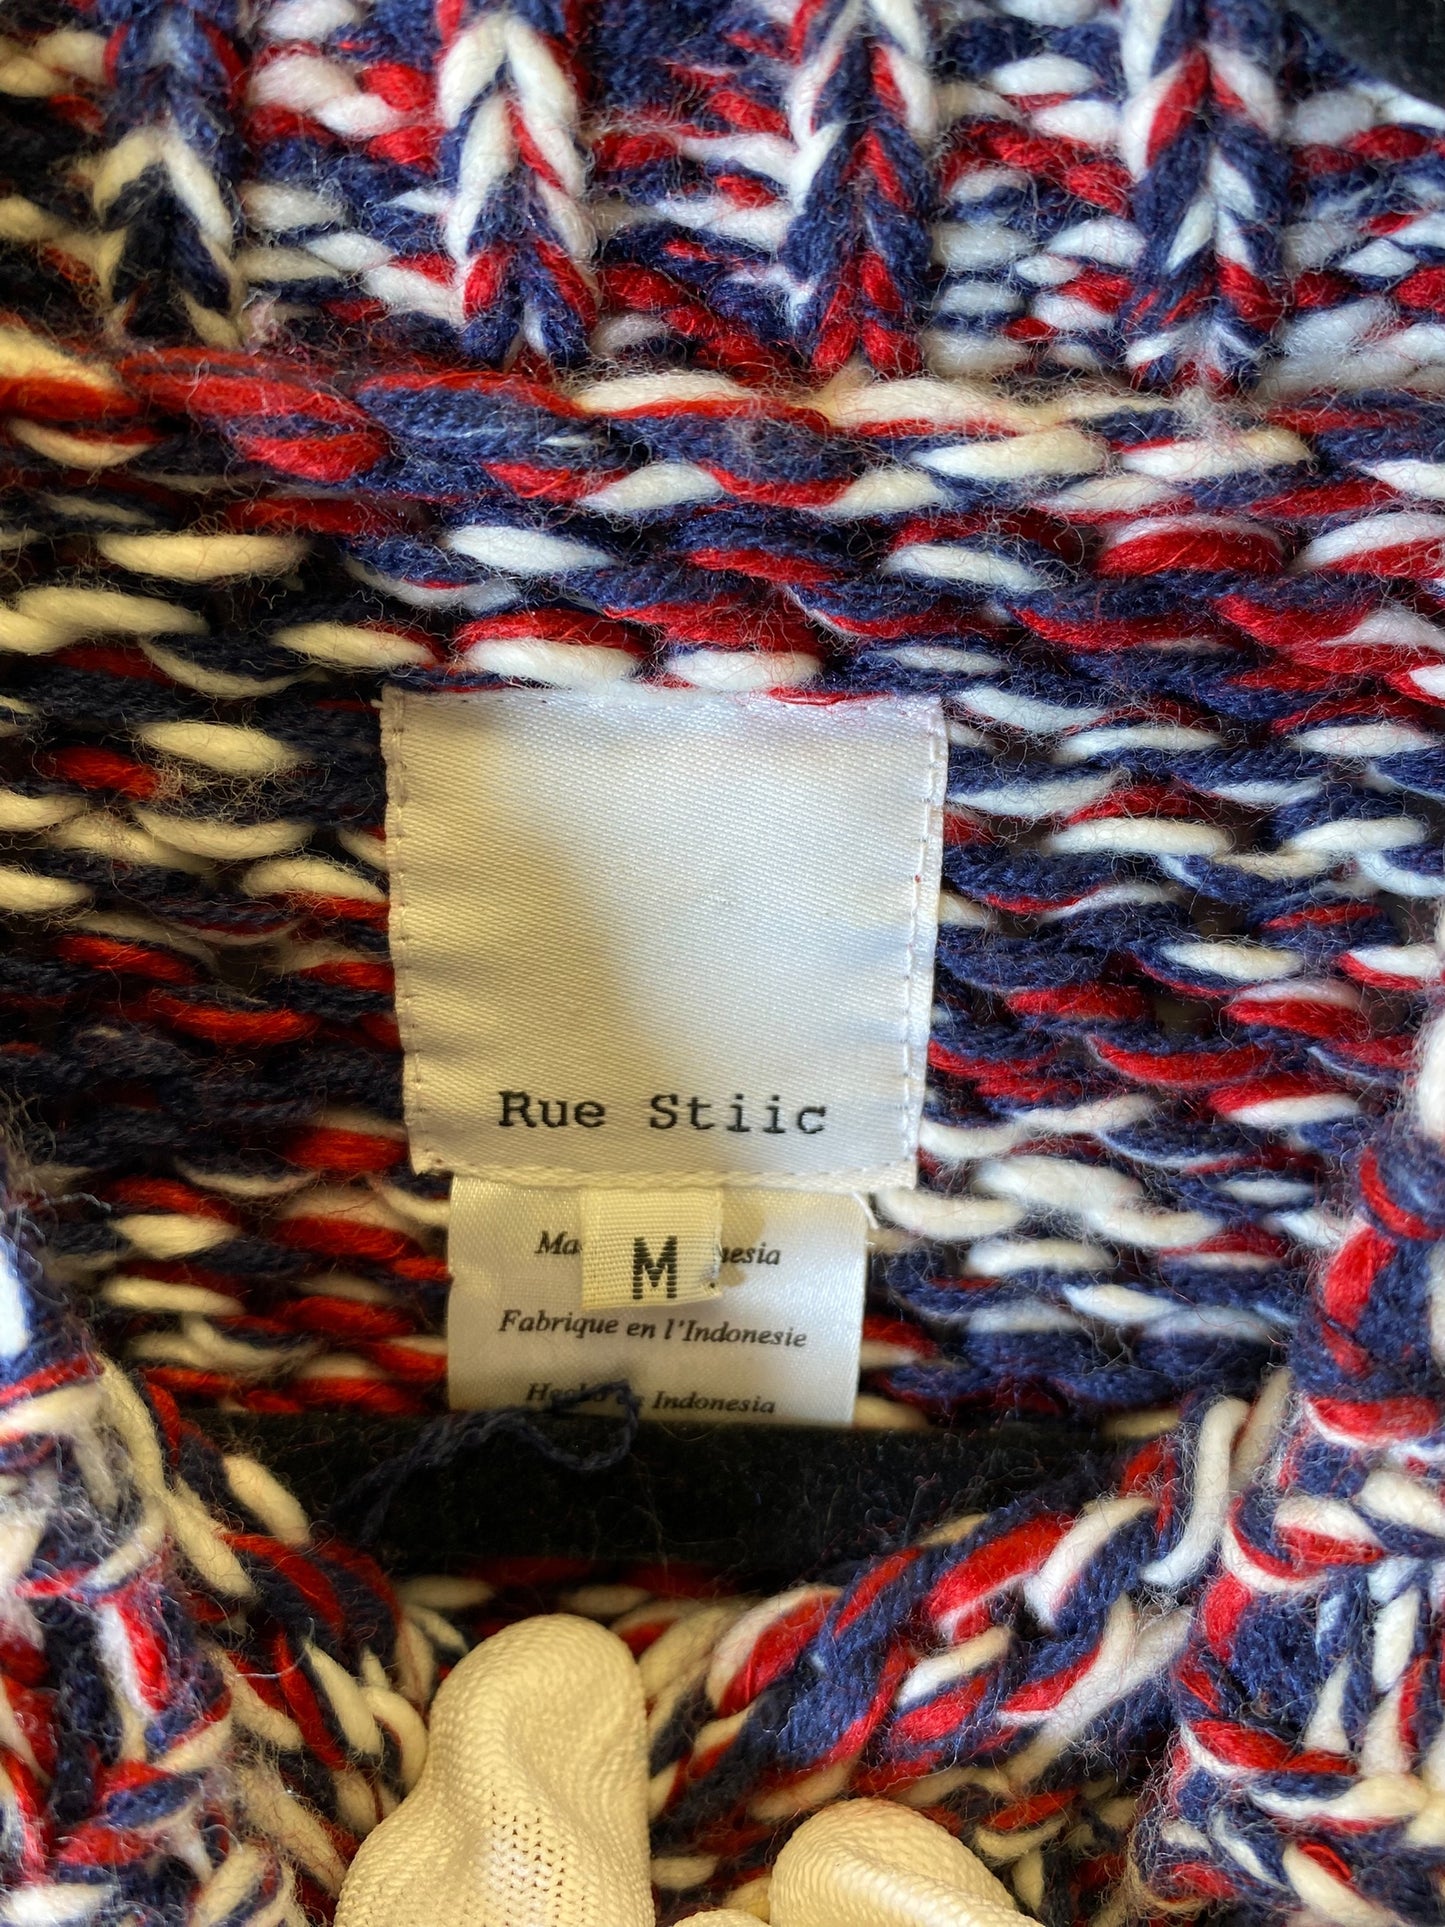 Rue Stiic
M
Fabrique en l'Indonesie
Indonesia